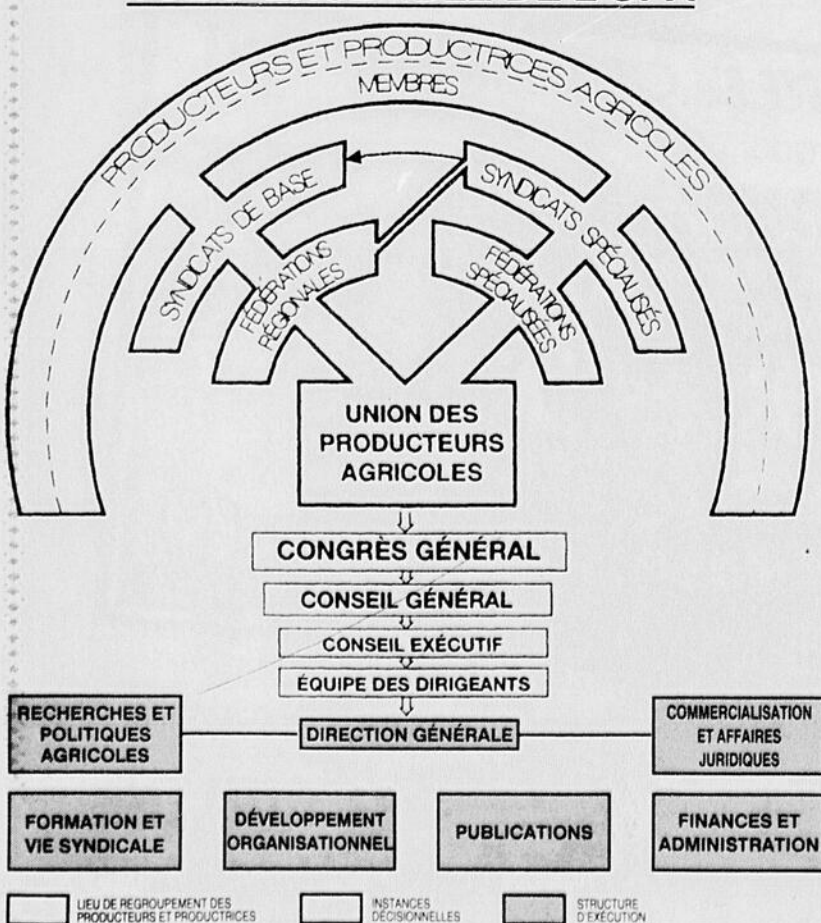 PRODUCTEURS ET PRODUCTRICES AGRICOLES
MEMBRES
SYNDICATS DE BASE
SYNDICATS SPÉCIALISÉS
FÉDÉRATIONS
RÉGIONALES
FÉDÉRATIONS
SPÉCIALISÉES
UNION DES
PRODUCTEURS
AGRICOLES
CONGRÈS GÉNÉRAL
CONSEIL GÉNÉRAL
CONSEIL EXÉCUTIF
ÉQUIPE DES DIRIGEANTS
RECHERCHES ET
POLITIQUES
AGRICOLES
DIRECTION GÉNÉRALE
COMMERCIALISATION
ET AFFAIRES
JURIDIQUES
FORMATION ET
VIE SYNDICALE
DÉVELOPPEMENT
ORGANISATIONNEL
PUBLICATIONS
FINANCES ET
ADMINISTRATION
LIEU DE REGROUPEMENT DES
PRODUCTEURS ET PRODUCTRICES
INSTANCES
DÉCISIONNELLES
STRUCTURE
D'EXÉCUTION